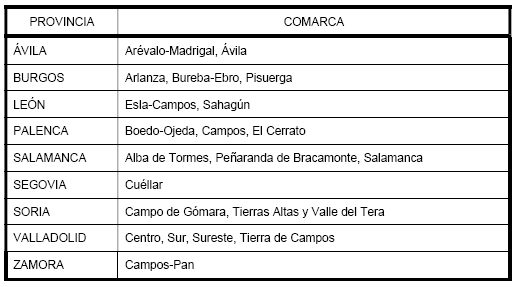 PROVINCIA COMARCA
ÁVILA Arévalo-Madrigal, Ávila
BURGOS Arlanza, Bureba-Ebro, Pisuerga
LEÓN Esla-Campos, Sahagún
PALENCA Boedo-Ojeda, Campos, El Cerrato
SALAMANCA Alba de Tormes, Peñaranda de Bracamonte, Salamanca
SEGOVIA Cuéllar
SORIA Campo de Gómara, Tierras Altas y Valle del Tera
VALLADOLID Centro, Sur, Sureste, Tierra de Campos
ZAMORA Campos-Pan